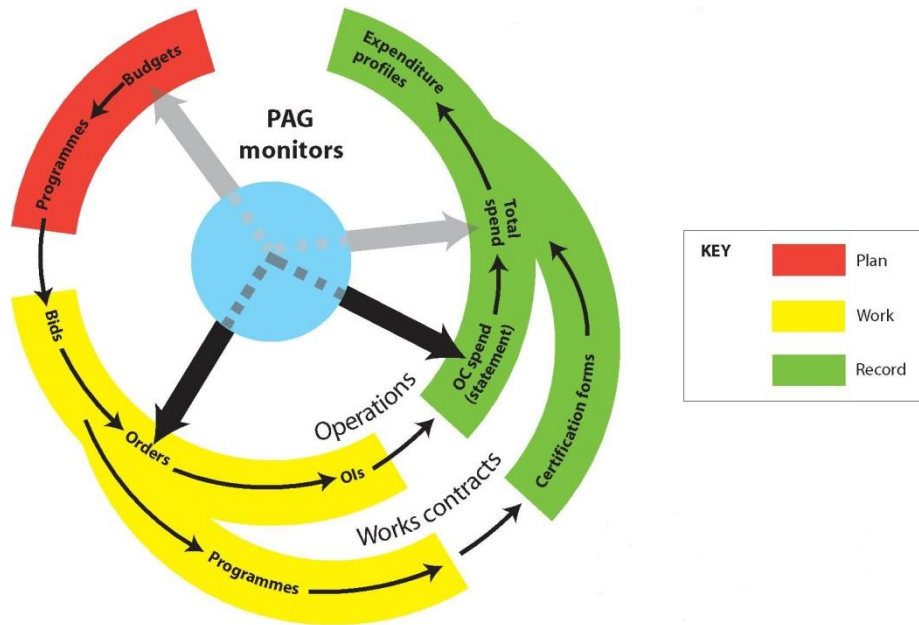 Budgets
Programmes
PAG
monitors
Expenditure
profiles
Total
spend
OC spend
(statement)
Certification forms
Bids
Orders
OIs
Programmes
Operations
Works contracts
KEY
Plan
Work
Record